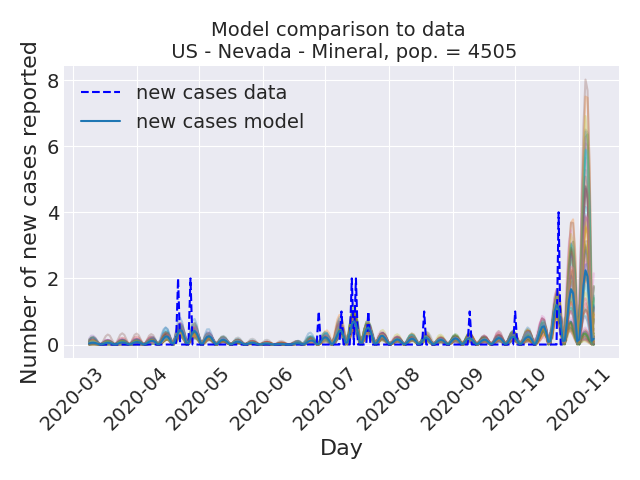 Model comparison to data
US - Nevada - Mineral, pop. = 4505
Number of new cases reported
8
6
4
2
0
new cases data
new cases model
2020-03
2020-04
2020-05
2020-06
2020-07
2020-08
2020-09
2020-10
2020-11
Day